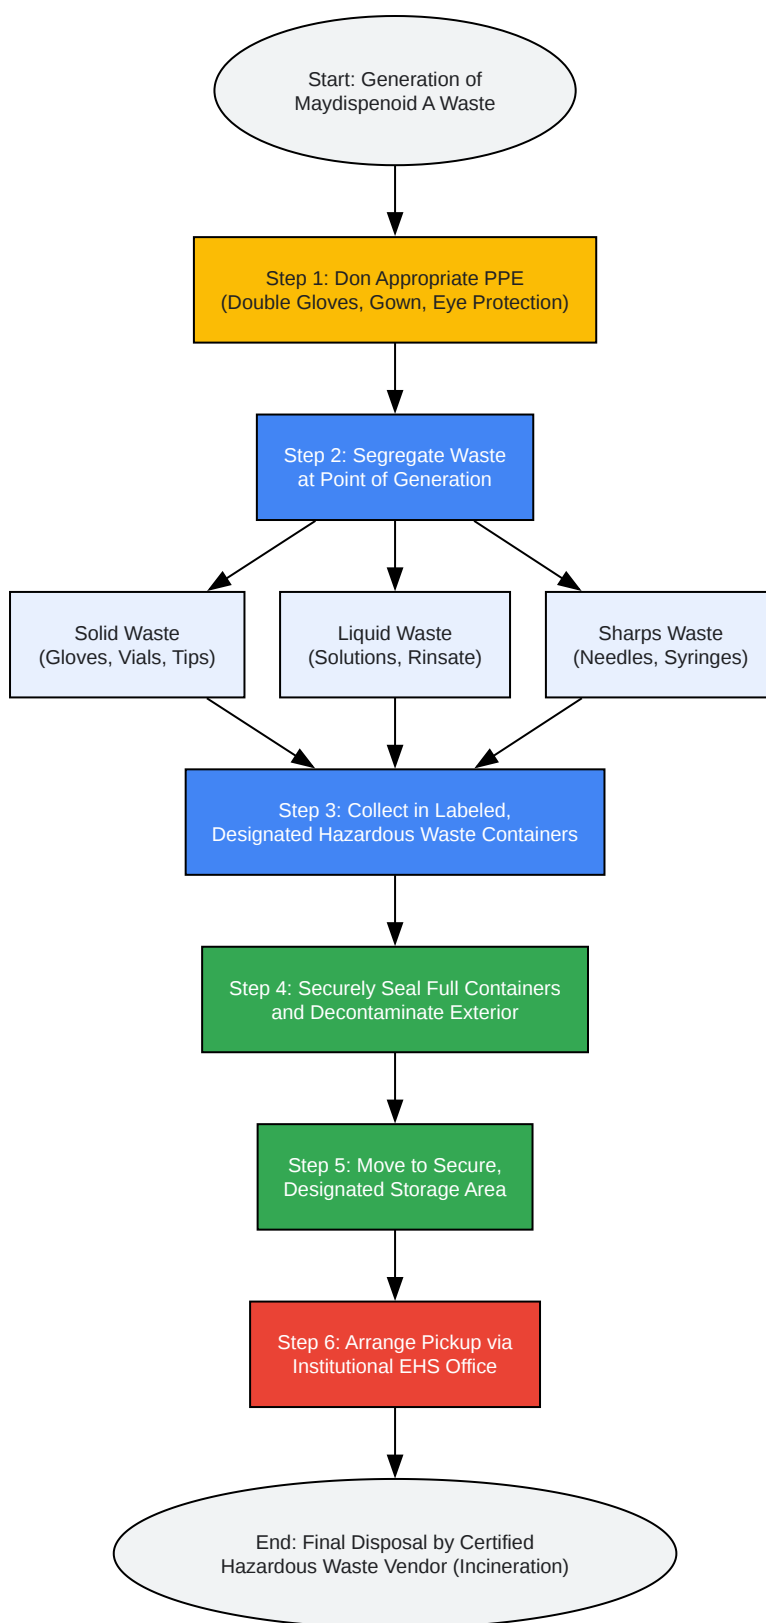 Start: Generation of
Maydispenoid A Waste
Step 1: Don Appropriate PPE
(Double Gloves, Gown, Eye Protection)
Step 2: Segregate Waste
at Point of Generation
Solid Waste
(Gloves, Vials, Tips)
Liquid Waste
(Solutions, Rinsate)
Sharps Waste
(Needles, Syringes)
Step 3: Collect in Labeled,
Designated Hazardous Waste Containers
Step 4: Securely Seal Full Containers
and Decontaminate Exterior
Step 5: Move to Secure,
Designated Storage Area
Step 6: Arrange Pickup via
Institutional EHS Office
End: Final Disposal by Certified
Hazardous Waste Vendor (Incineration)